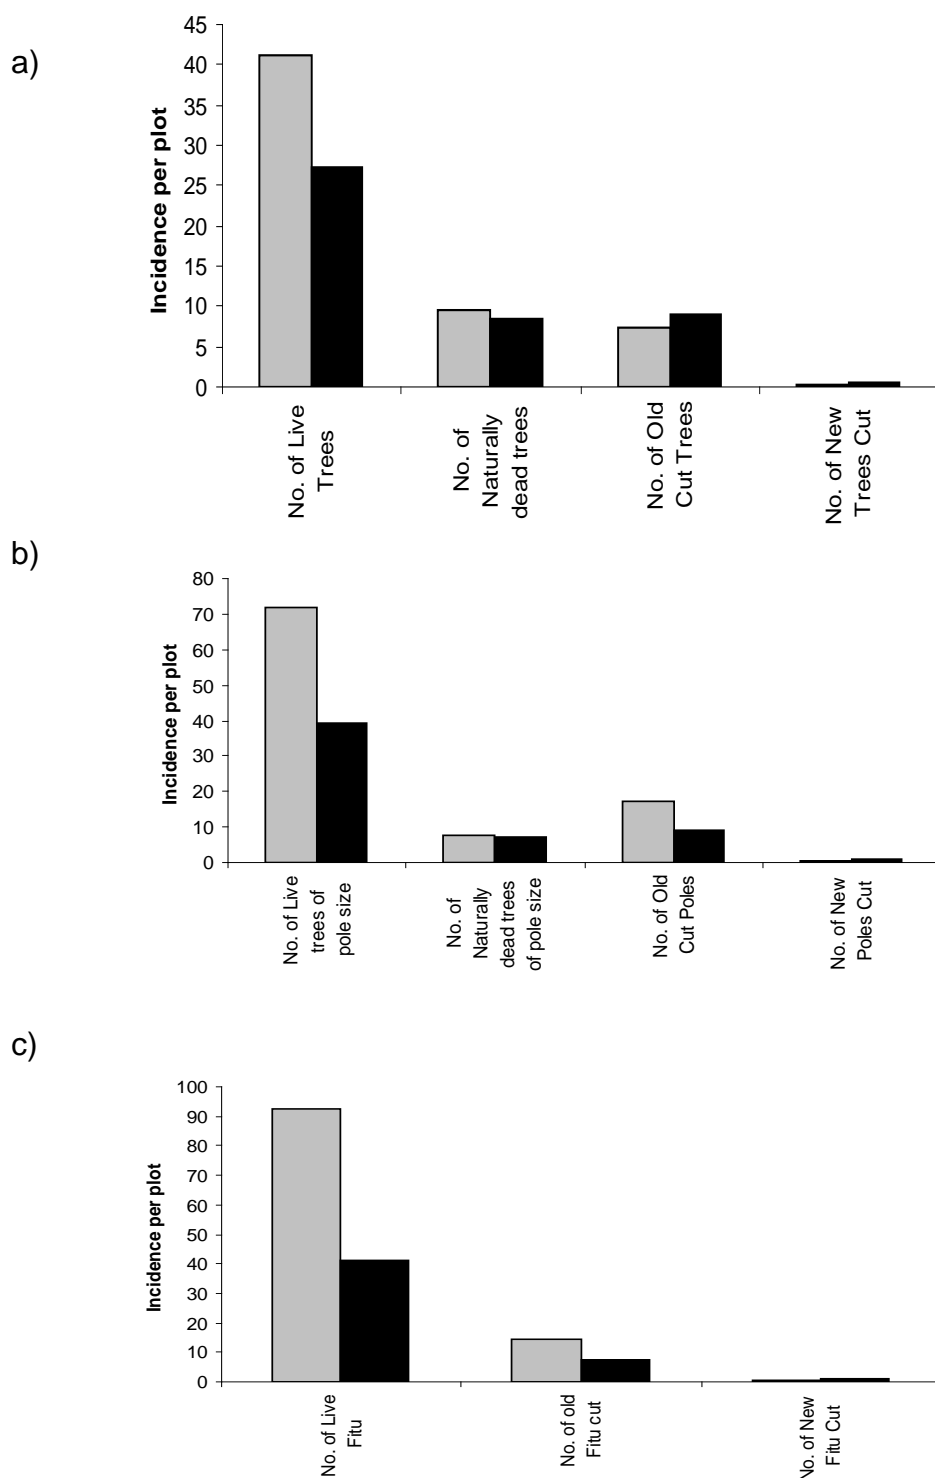 a)
Incidence per plot
45
40
35
30
25
20
15
10
5
0
No. of Live
Trees
No. of
Naturally
dead trees
No. of Old
Cut Trees
No. of New
Trees Cut
b)
Incidence per plot
80
70
60
50
40
30
20
10
0
No. of Live
trees of
pole size
No. of
Naturally
dead trees
of pole size
No. of Old
Cut Poles
No. of New
Poles Cut
c)
Incidence per plot
100
90
80
70
60
50
40
30
20
10
0
No. of Live
Fitu
No. of old
Fitu cut
No. of New
Fitu Cut